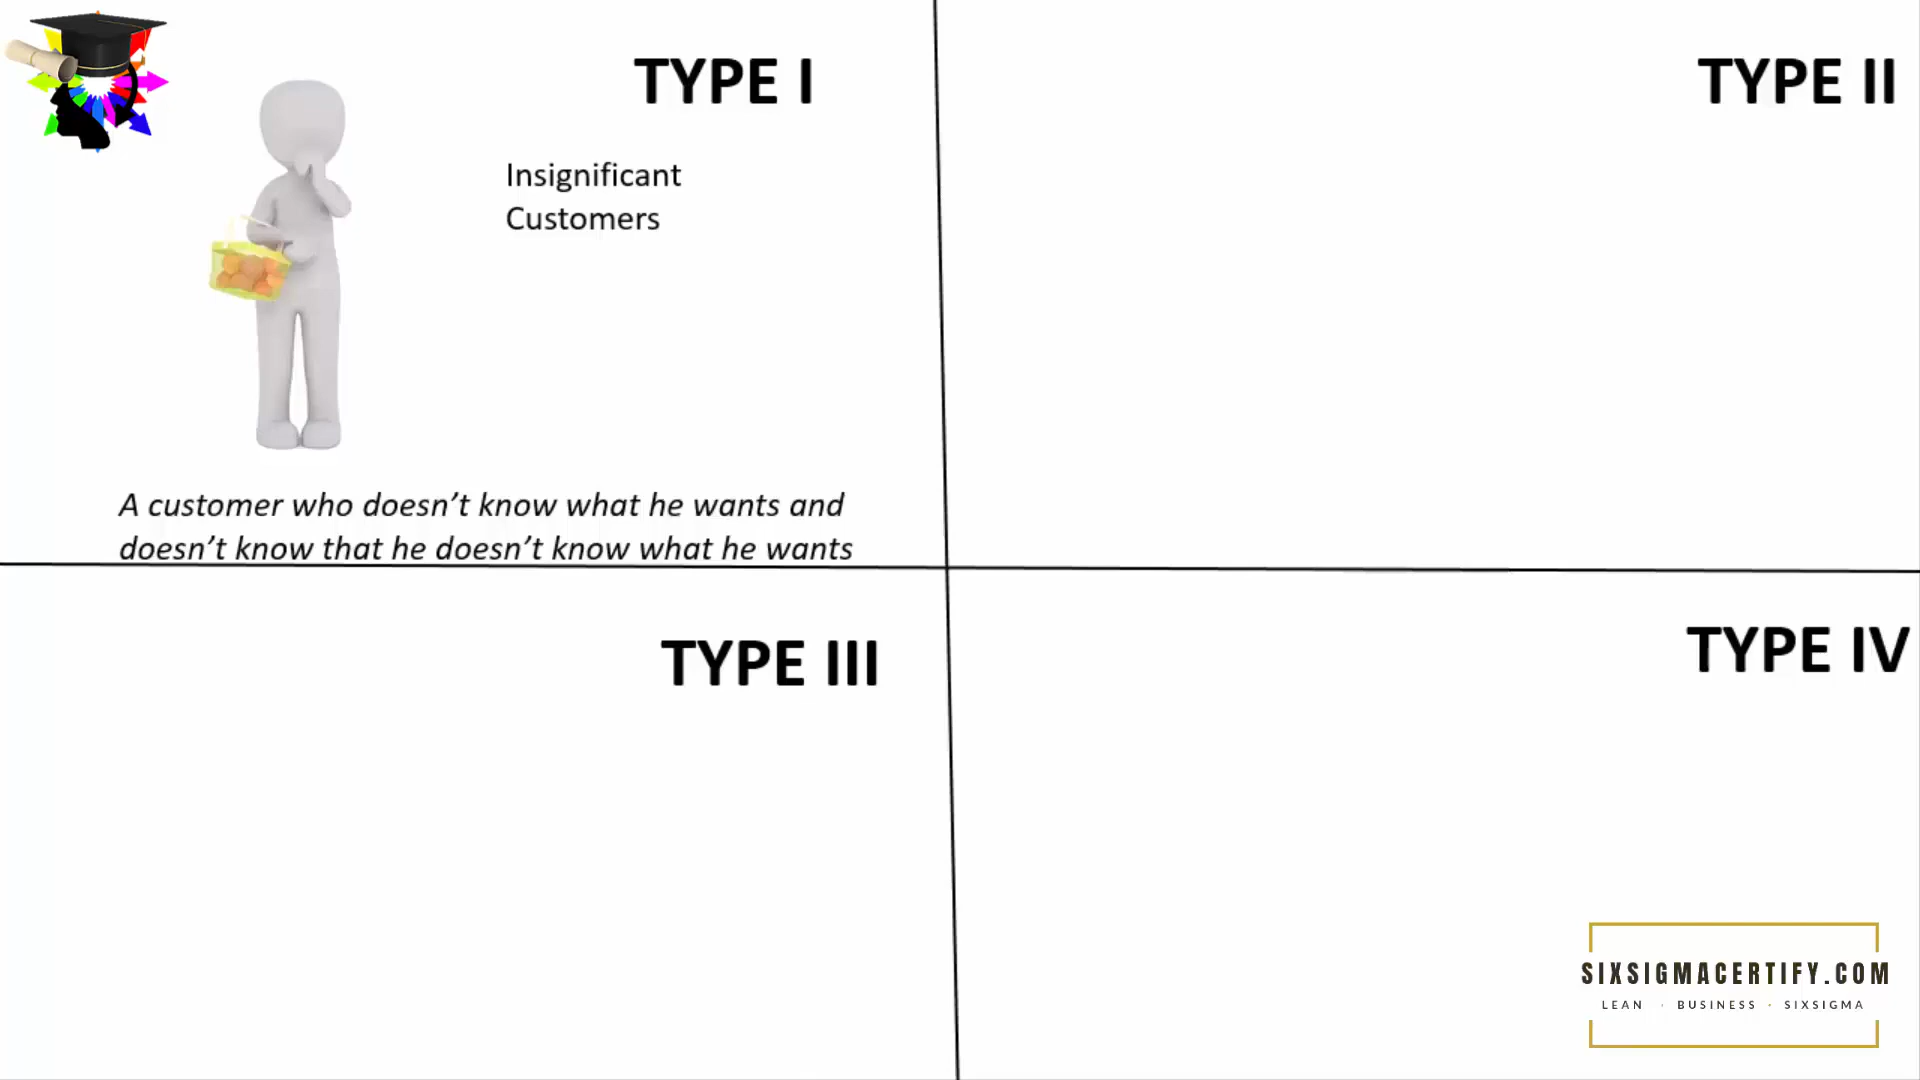 TYPE I
Insignificant
Customers
A customer who doesn’t know what he wants and
doesn’t know that he doesn’t know what he wants
TYPE II
TYPE III
TYPE IV
SIXSIGMACERTIFY.COM
LEAN · BUSINESS · SIXSIGMA